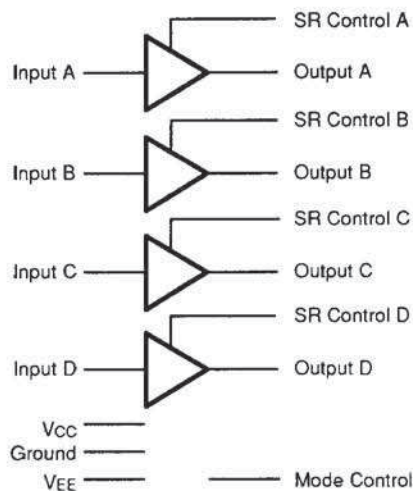 SR Control A
Input A Output A
SR Control B
Input B Output B
SR Control C
Input C Output C
SR Control D
Input D Output D
VCC
Ground
VEE Mode Control